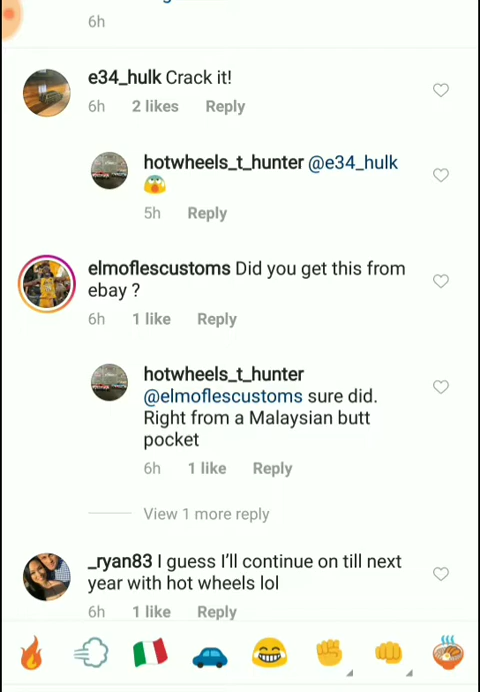 6h
e34_hulk Crack it!
6h 2 likes Reply
hotwheels_t_hunter @e34_hulk
😱
5h Reply
elmoflescustoms Did you get this from
ebay ?
6h 1 like Reply
hotwheels_t_hunter
@elmoflescustoms sure did.
Right from a Malaysian butt
pocket
6h 1 like Reply
View 1 more reply
_ryan83 I guess I'll continue on till next
year with hot wheels lol
6h 1 like Reply